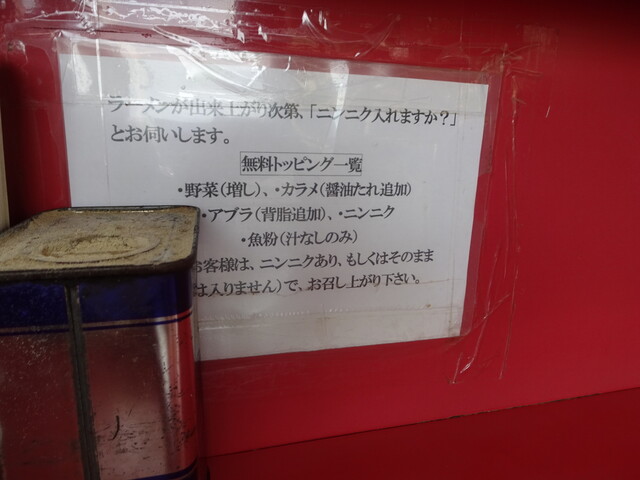 ラーメンが出来上がり次第、「ニンニク入れますか?」
とお伺いします。
無料トッピング一覧
・野菜(増し)、・カラメ(醤油たれ追加)
・アブラ(背脂追加)、・ニンニク
・魚粉(汁なしのみ)
お客様は、ニンニクあり、もしくはそのまま
は入りません)で、お召し上がり下さい。